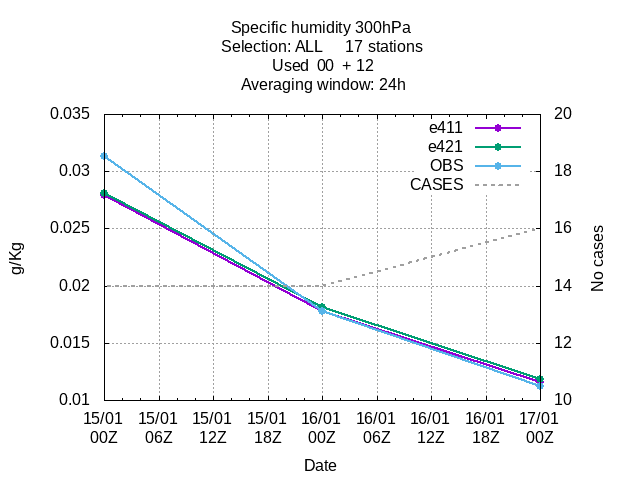 Specific humidity 300hPa
Selection: ALL     17 stations
Used  00  + 12
Averaging window: 24h
0.035
0.03
0.025
0.02
0.015
0.01
g/Kg
e411
e421
OBS
CASES
20
18
16
14
12
10
No cases
15/01 15/01 15/01 15/01 16/01 16/01 16/01 16/01 17/01
00Z 06Z 12Z 18Z 00Z 06Z 12Z 18Z 00Z
Date